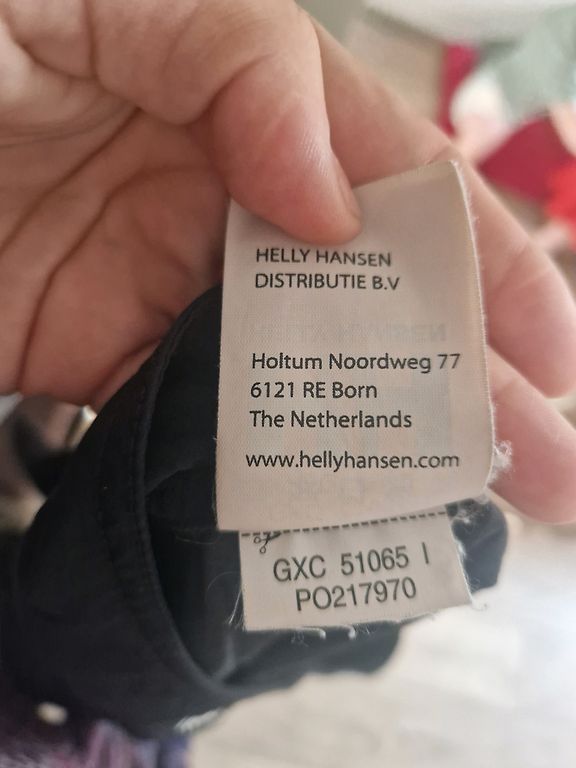 HELLY HANSEN
DISTRIBUTIE B.V
Holtum Noordweg 77
6121 RE Born
The Netherlands
www.hellyhansen.com
GXC 51065 I
PO217970